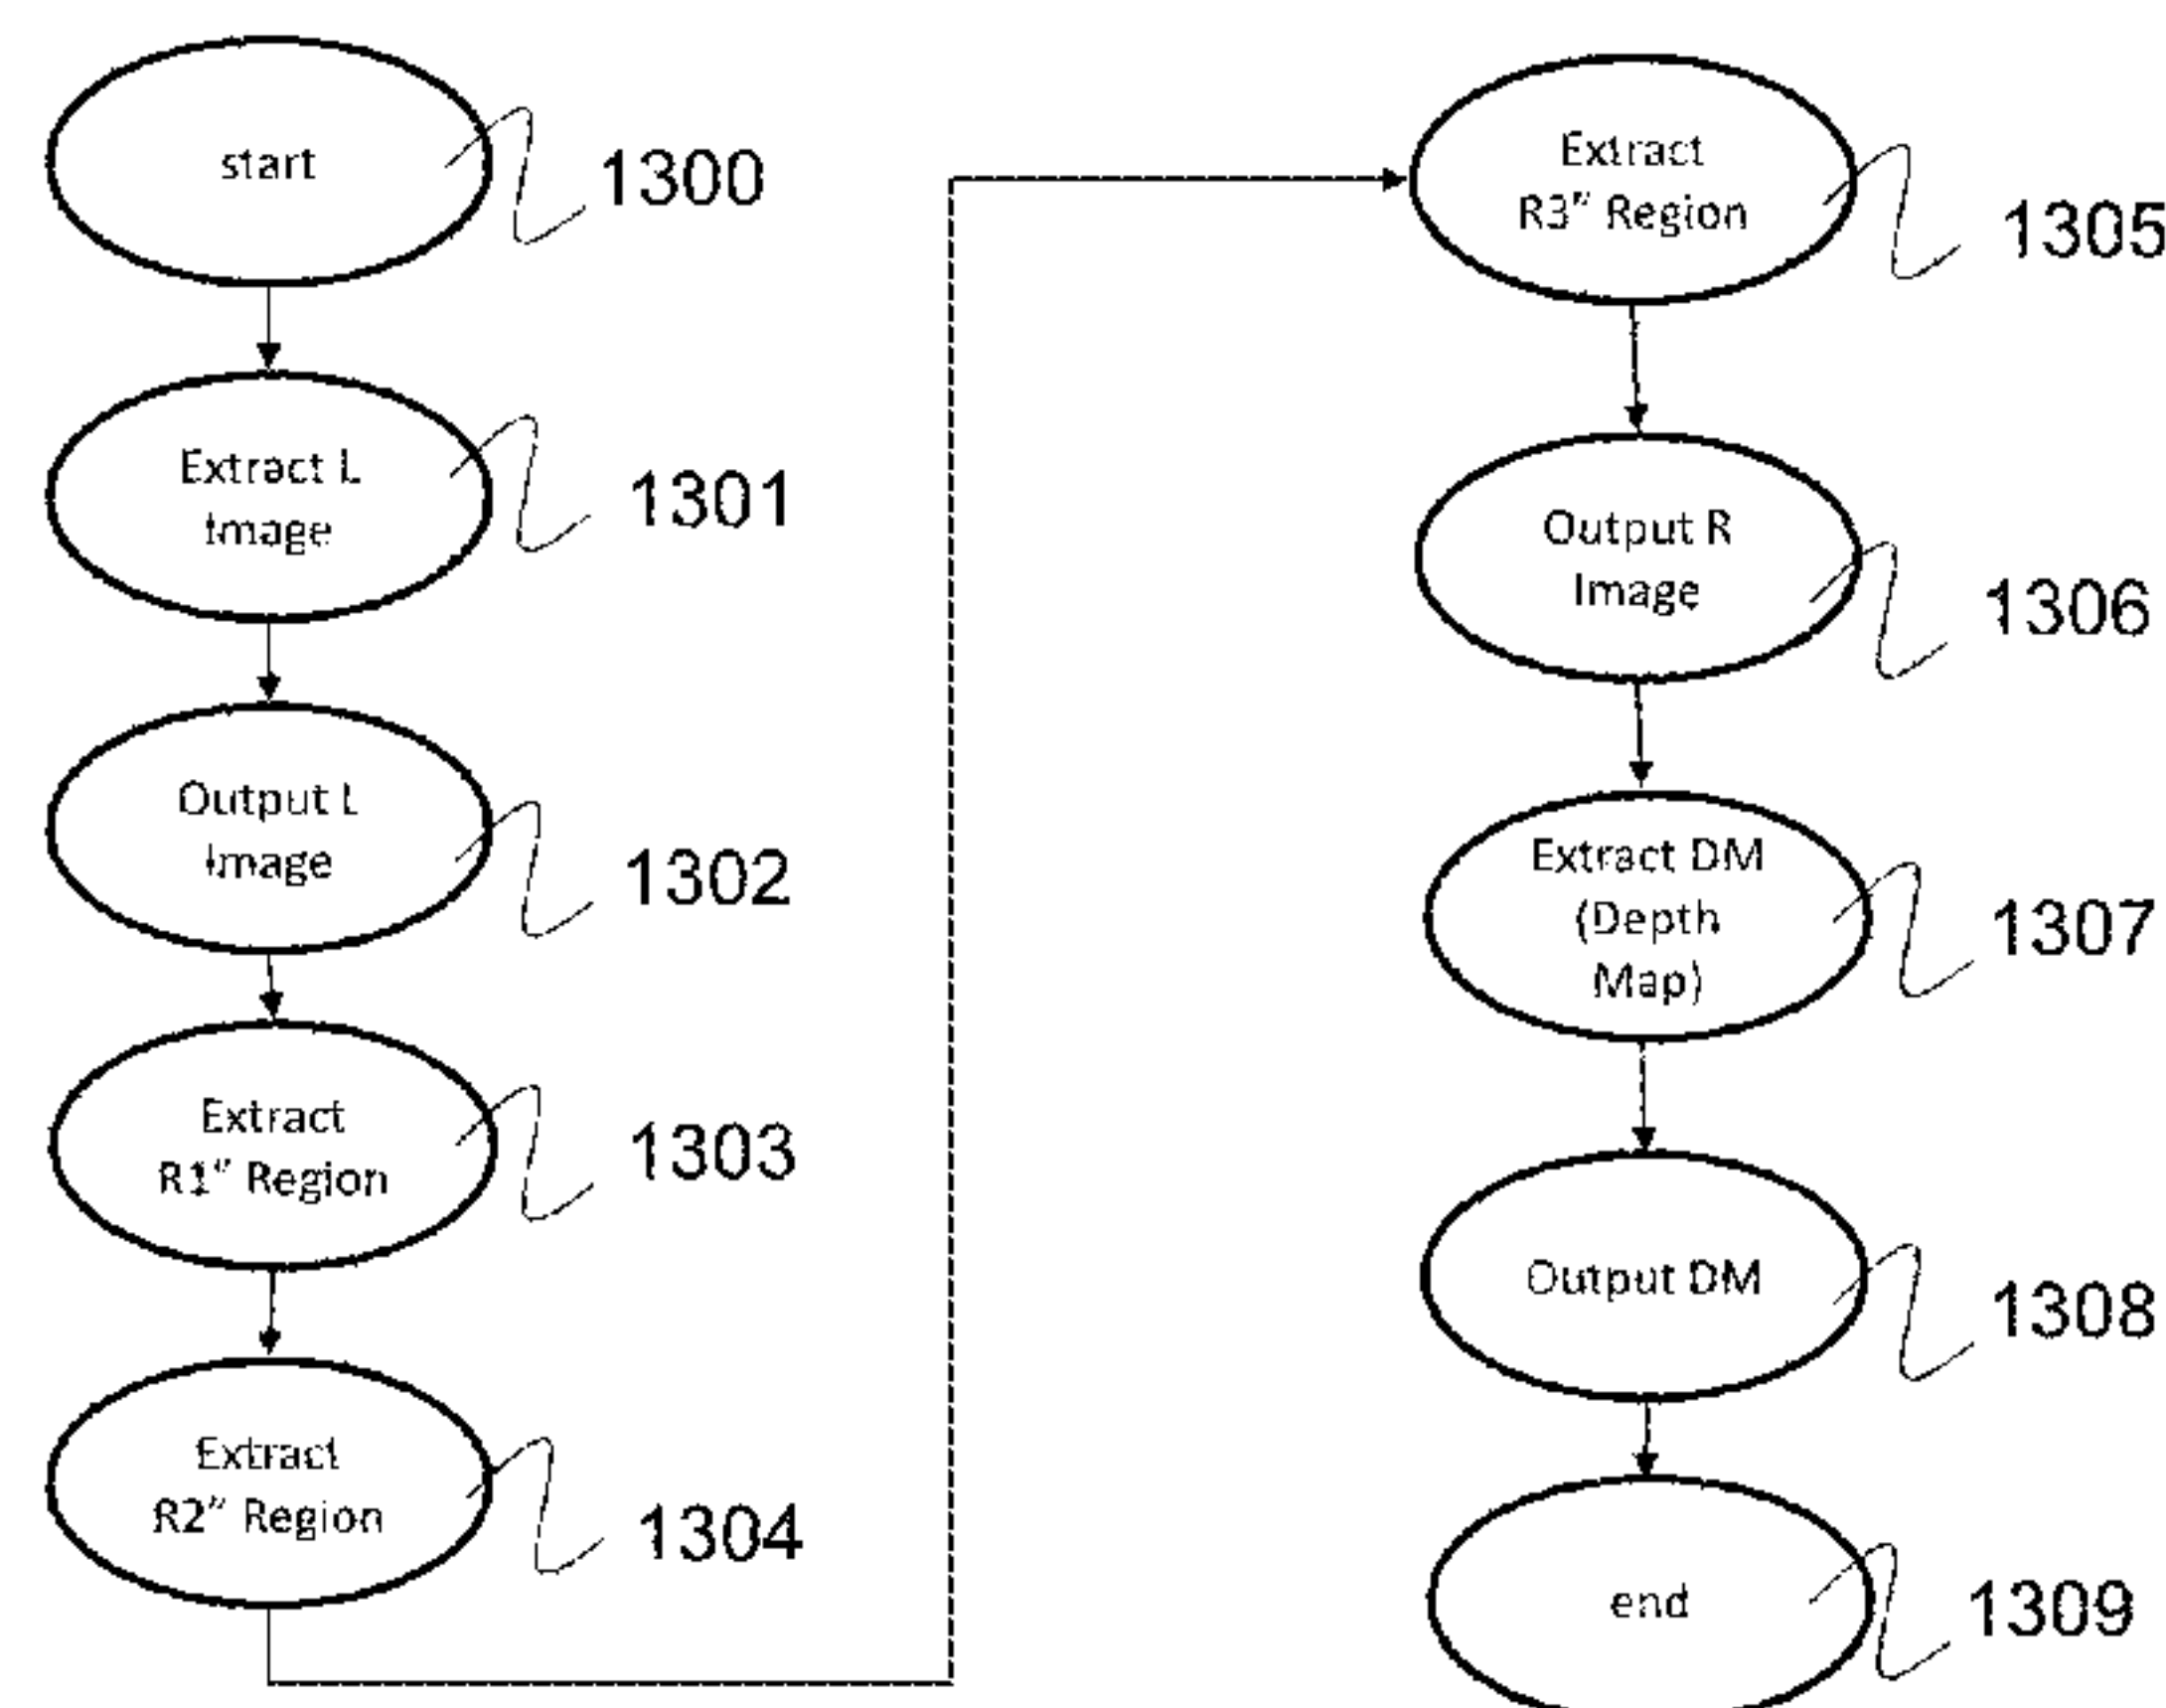 start
1300
Extract L
Image
1301
Output L
Image
1302
Extract
R1" Region
1303
Extract
R2" Region
1304
Extract
R3" Region
1305
Output R
Image
1306
Extract DM
(Depth
Map)
1307
Output DM
1308
end
1309